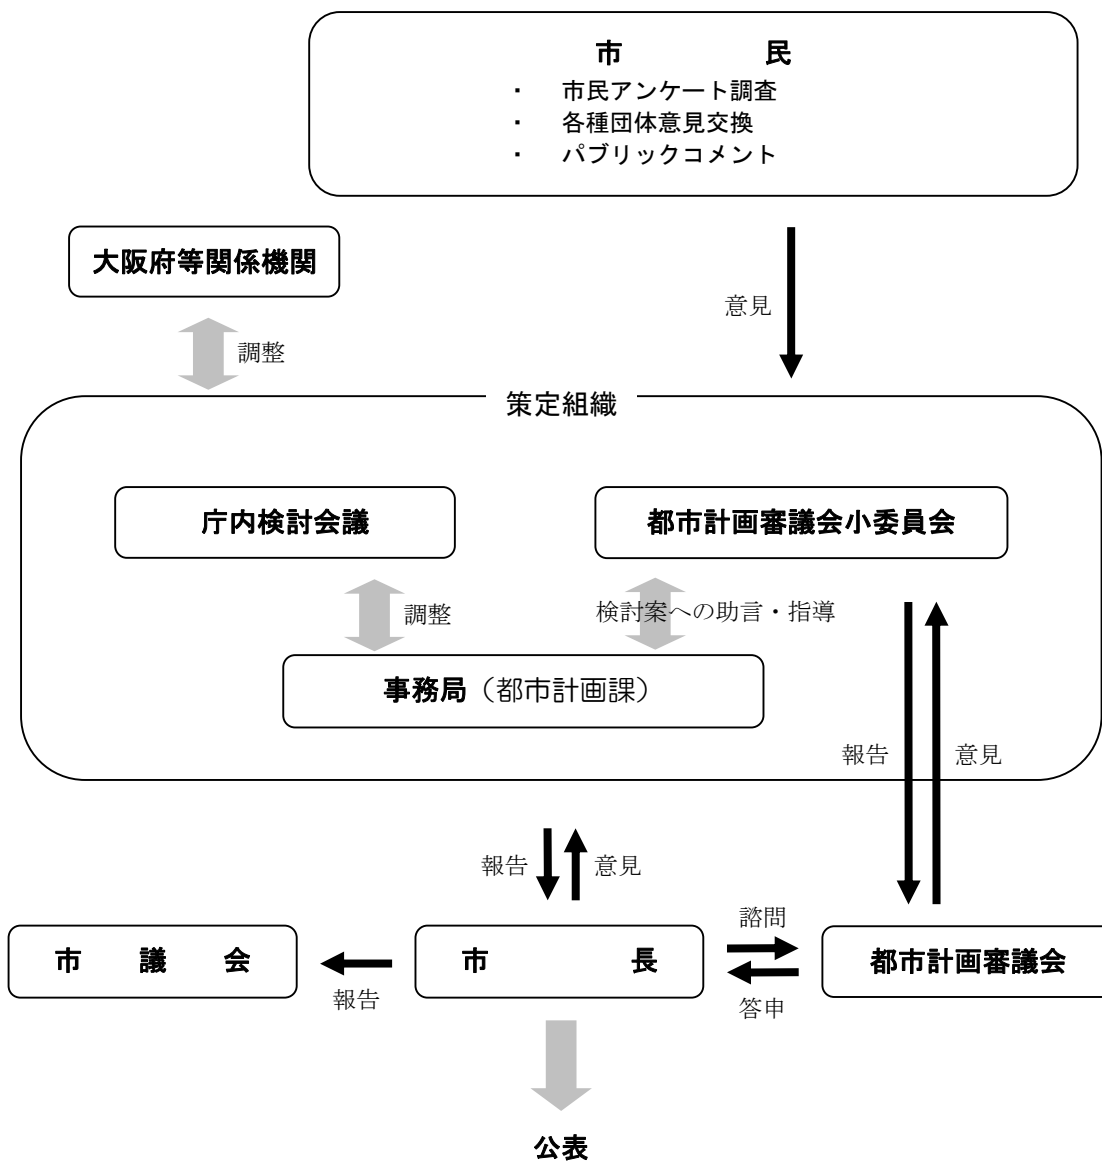 市　　民
・　市民アンケート調査
・　各種団体意見交換
・　パブリックコメント
大阪府等関係機関
意見
調整
策定組織
庁内検討会議
都市計画審議会小委員会
調整
検討案への助言・指導
事務局（都市計画課）
報告
意見
報告
意見
諮問
市　議　会
市　　長
都市計画審議会
報告
答申
公表